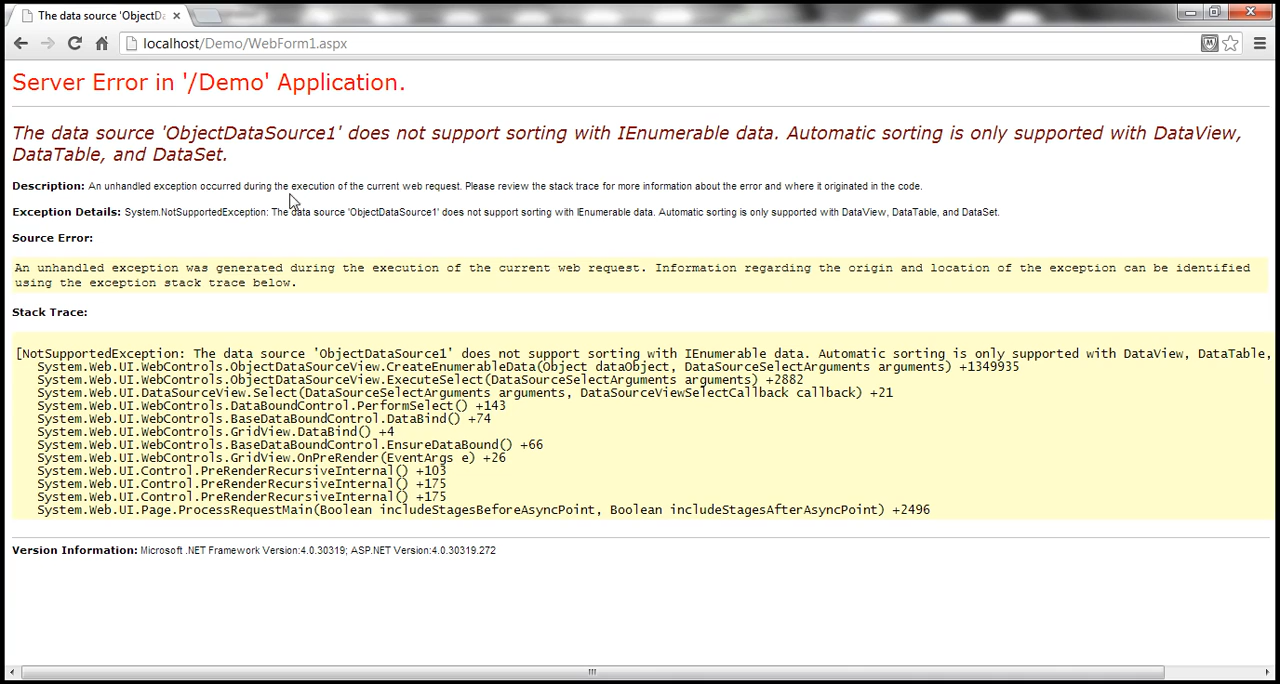 The data source 'ObjectDa
localhost/Demo/WebForm1.aspx
Server Error in '/Demo' Application.
The data source 'ObjectDataSource1' does not support sorting with IEnumerable data. Automatic sorting is only supported with DataView,
DataTable, and DataSet.
Description: An unhandled exception occurred during the execution of the current web request. Please review the stack trace for more information about the error and where it originated in the code.
Exception Details: System.NotSupportedException: The data source 'ObjectDataSource1' does not support sorting with IEnumerable data. Automatic sorting is only supported with DataView, DataTable, and DataSet.
Source Error:
An unhandled exception was generated during the execution of the current web request. Information regarding the origin and location of the exception can be identified
using the exception stack trace below.
Stack Trace:
[NotSupportedException: The data source 'ObjectDataSource1' does not support sorting with IEnumerable data. Automatic sorting is only supported with DataView, DataTable,
System.Web.UI.WebControls.ObjectDataSourceView.CreateEnumerableData(Object dataObject, DataSourceSelectArguments arguments) +1349935
System.Web.UI.WebControls.ObjectDataSourceView.ExecuteSelect(DataSourceSelectArguments arguments) +2882
System.Web.UI.DataSourceView.Select(DataSourceSelectArguments arguments, DataSourceViewSelectCallback callback) +21
System.Web.UI.WebControls.DataBoundControl.PerformSelect() +143
System.Web.UI.WebControls.BaseDataBoundControl.DataBind() +74
System.Web.UI.WebControls.GridView.DataBind() +4
System.Web.UI.WebControls.BaseDataBoundControl.EnsureDataBound() +66
System.Web.UI.WebControls.GridView.OnPreRender(EventArgs e) +26
System.Web.UI.Control.PreRenderRecursiveInternal() +103
System.Web.UI.Control.PreRenderRecursiveInternal() +175
System.Web.UI.Control.PreRenderRecursiveInternal() +175
System.Web.UI.Page.ProcessRequestMain(Boolean includeStagesBeforeAsyncPoint, Boolean includeStagesAfterAsyncPoint) +2496
Version Information: Microsoft .NET Framework Version:4.0.30319; ASP.NET Version:4.0.30319.272